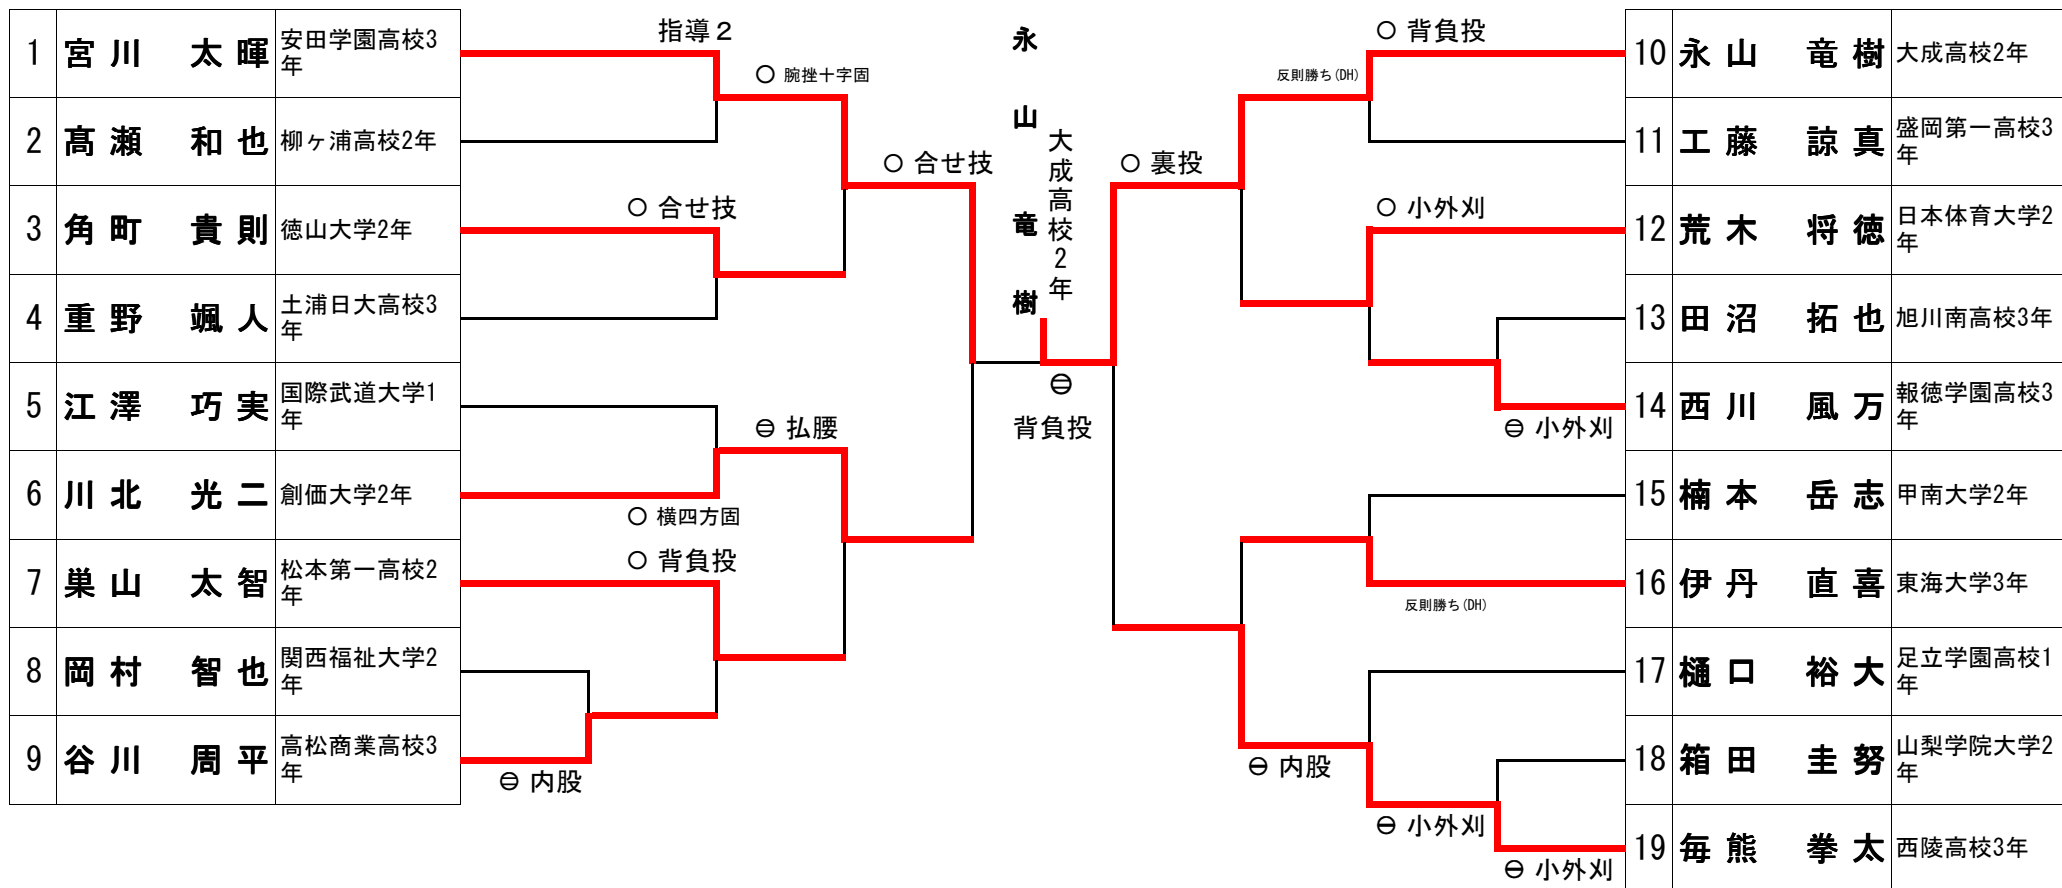 1 宮川 太暉 安田学園高校3
年
2 髙瀬 和也 柳ヶ浦高校2年
3 角町 貴則 徳山大学2年
4 重野 颯人 土浦日大高校3
年
5 江澤 巧実 国際武道大学1
年
6 川北 光二 創価大学2年
7 巣山 太智 松本第一高校2
年
8 岡村 智也 関西福祉大学2
年
9 谷川 周平 高松商業高校3
年
指導2
○ 腕挫十字固
○ 合せ技
○ 合せ技
⊖ 払腰
○ 横四方固
○ 背負投
⊖ 内股
永山竜樹
大成高校2年
⊖
背負投
○ 背負投
反則勝ち(DH)
○ 裏投
○ 小外刈
⊖ 小外刈
反則勝ち(DH)
⊖ 内股
⊖ 小外刈
⊖ 小外刈
10 永山 竜樹 大成高校2年
11 工藤 諒真 盛岡第一高校3
年
12 荒木 将徳 日本体育大学2
年
13 田沼 拓也 旭川南高校3年
14 西川 風万 報徳学園高校3
年
15 楠本 岳志 甲南大学2年
16 伊丹 直喜 東海大学3年
17 樋口 裕大 足立学園高校1
年
18 箱田 圭努 山梨学院大学2
年
19 毎熊 拳太 西陵高校3年